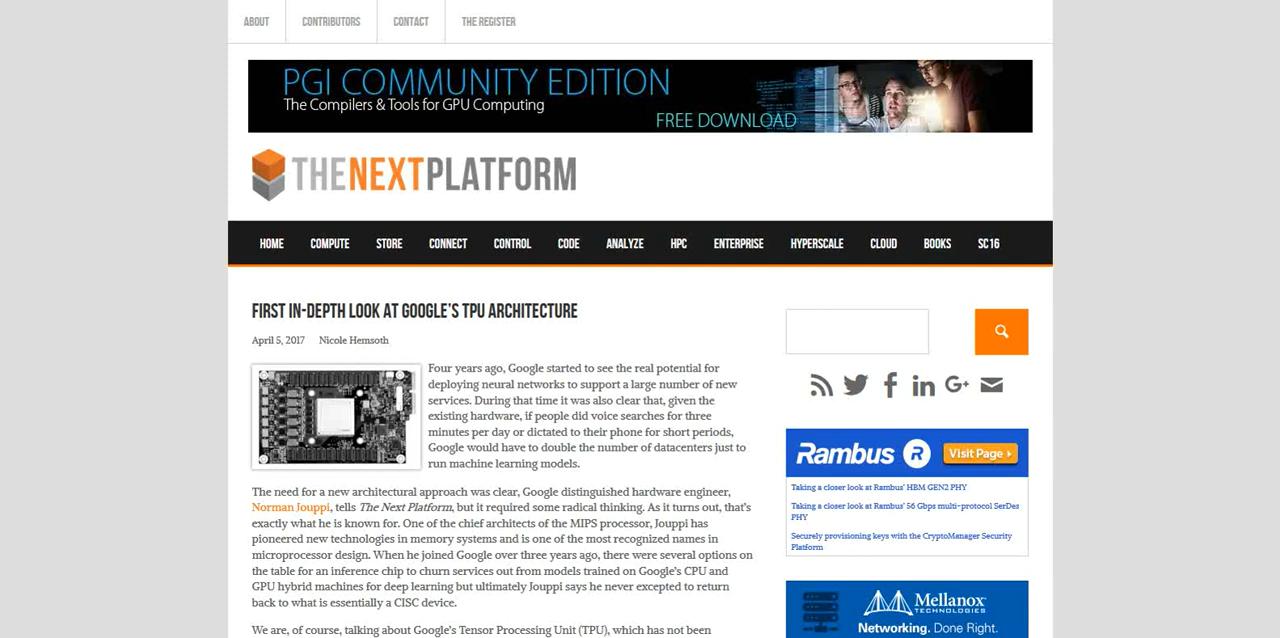 ABOUT
CONTRIBUTORS
CONTACT
THE REGISTER
PGI COMMUNITY EDITION
The Compilers & Tools for GPU Computing
FREE DOWNLOAD
THENEXTPLATFORM
HOME
COMPUTE
STORE
CONNECT
CONTROL
CODE
ANALYZE
HPC
ENTERPRISE
HYPERSCALE
CLOUD
BOOKS
SC16
FIRST IN-DEPTH LOOK AT GOOGLE'S TPU ARCHITECTURE
April 5, 2017 Nicole Hemsoth
Four years ago, Google started to see the real potential for
deploying neural networks to support a large number of new
services. During that time it was also clear that, given the
existing hardware, if people did voice searches for three
minutes per day or dictated to their phone for short periods,
Google would have to double the number of datacenters just to
run machine learning models.
The need for a new architectural approach was clear, Google distinguished hardware engineer,
Norman Jouppi, tells The Next Platform, but it required some radical thinking. As it turns out, that's
exactly what he is known for. One of the chief architects of the MIPS processor, Jouppi has
pioneered new technologies in memory systems and is one of the most recognized names in
microprocessor design. When he joined Google over three years ago, there were several options on
the table for an inference chip to churn services out from models trained on Google's CPU and
GPU hybrid machines for deep learning but ultimately Jouppi says he never excepted to return
back to what is essentially a CISC device.
We are, of course, talking about Google's Tensor Processing Unit (TPU), which has not been
Rambus R Visit Page
Taking a closer look at Rambus' HBM GEN2 PHY
Taking a closer look at Rambus' 56 Gbps multi-protocol SerDes
PHY
Securely provisioning keys with the CryptoManager Security
Platform
Mellanox
TECHNOLOGIES
Networking. Done Right.